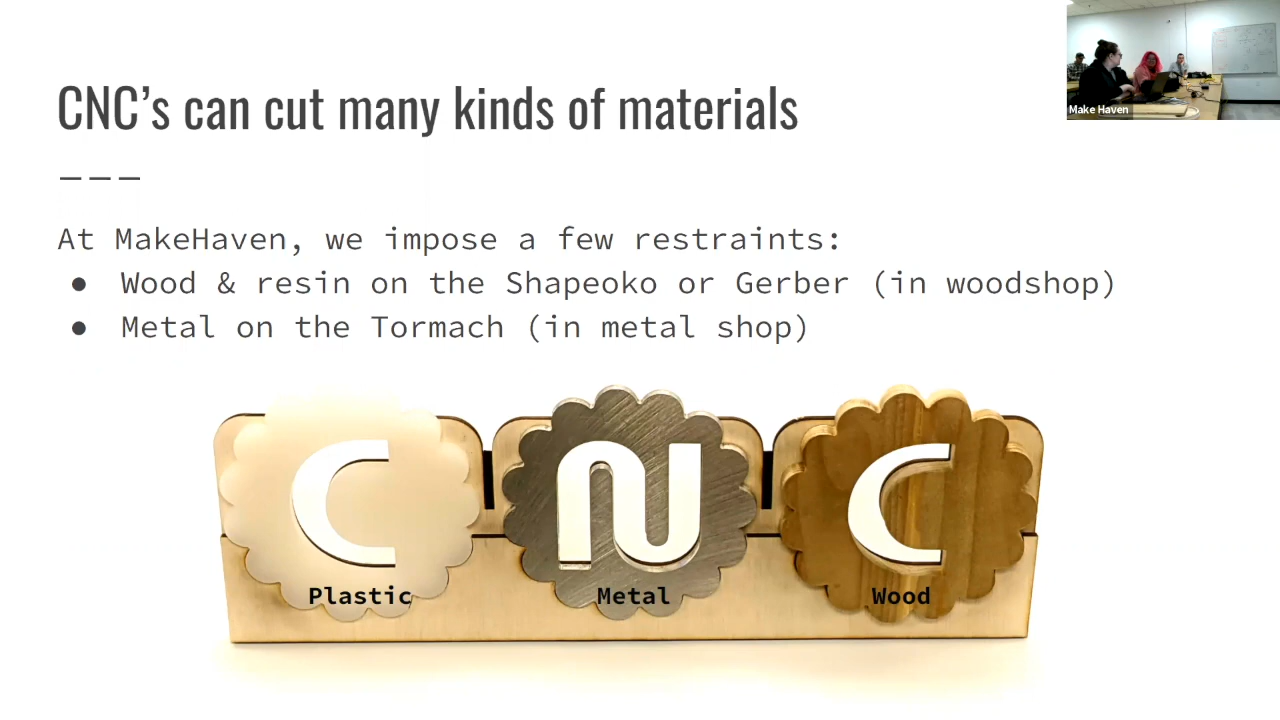 CNC's can cut many kinds of materials
Make Haven
At MakeHaven, we impose a few restraints:
● Wood & resin on the Shapeoko or Gerber (in woodshop)
● Metal on the Tormach (in metal shop)
C N C
Plastic Metal Wood